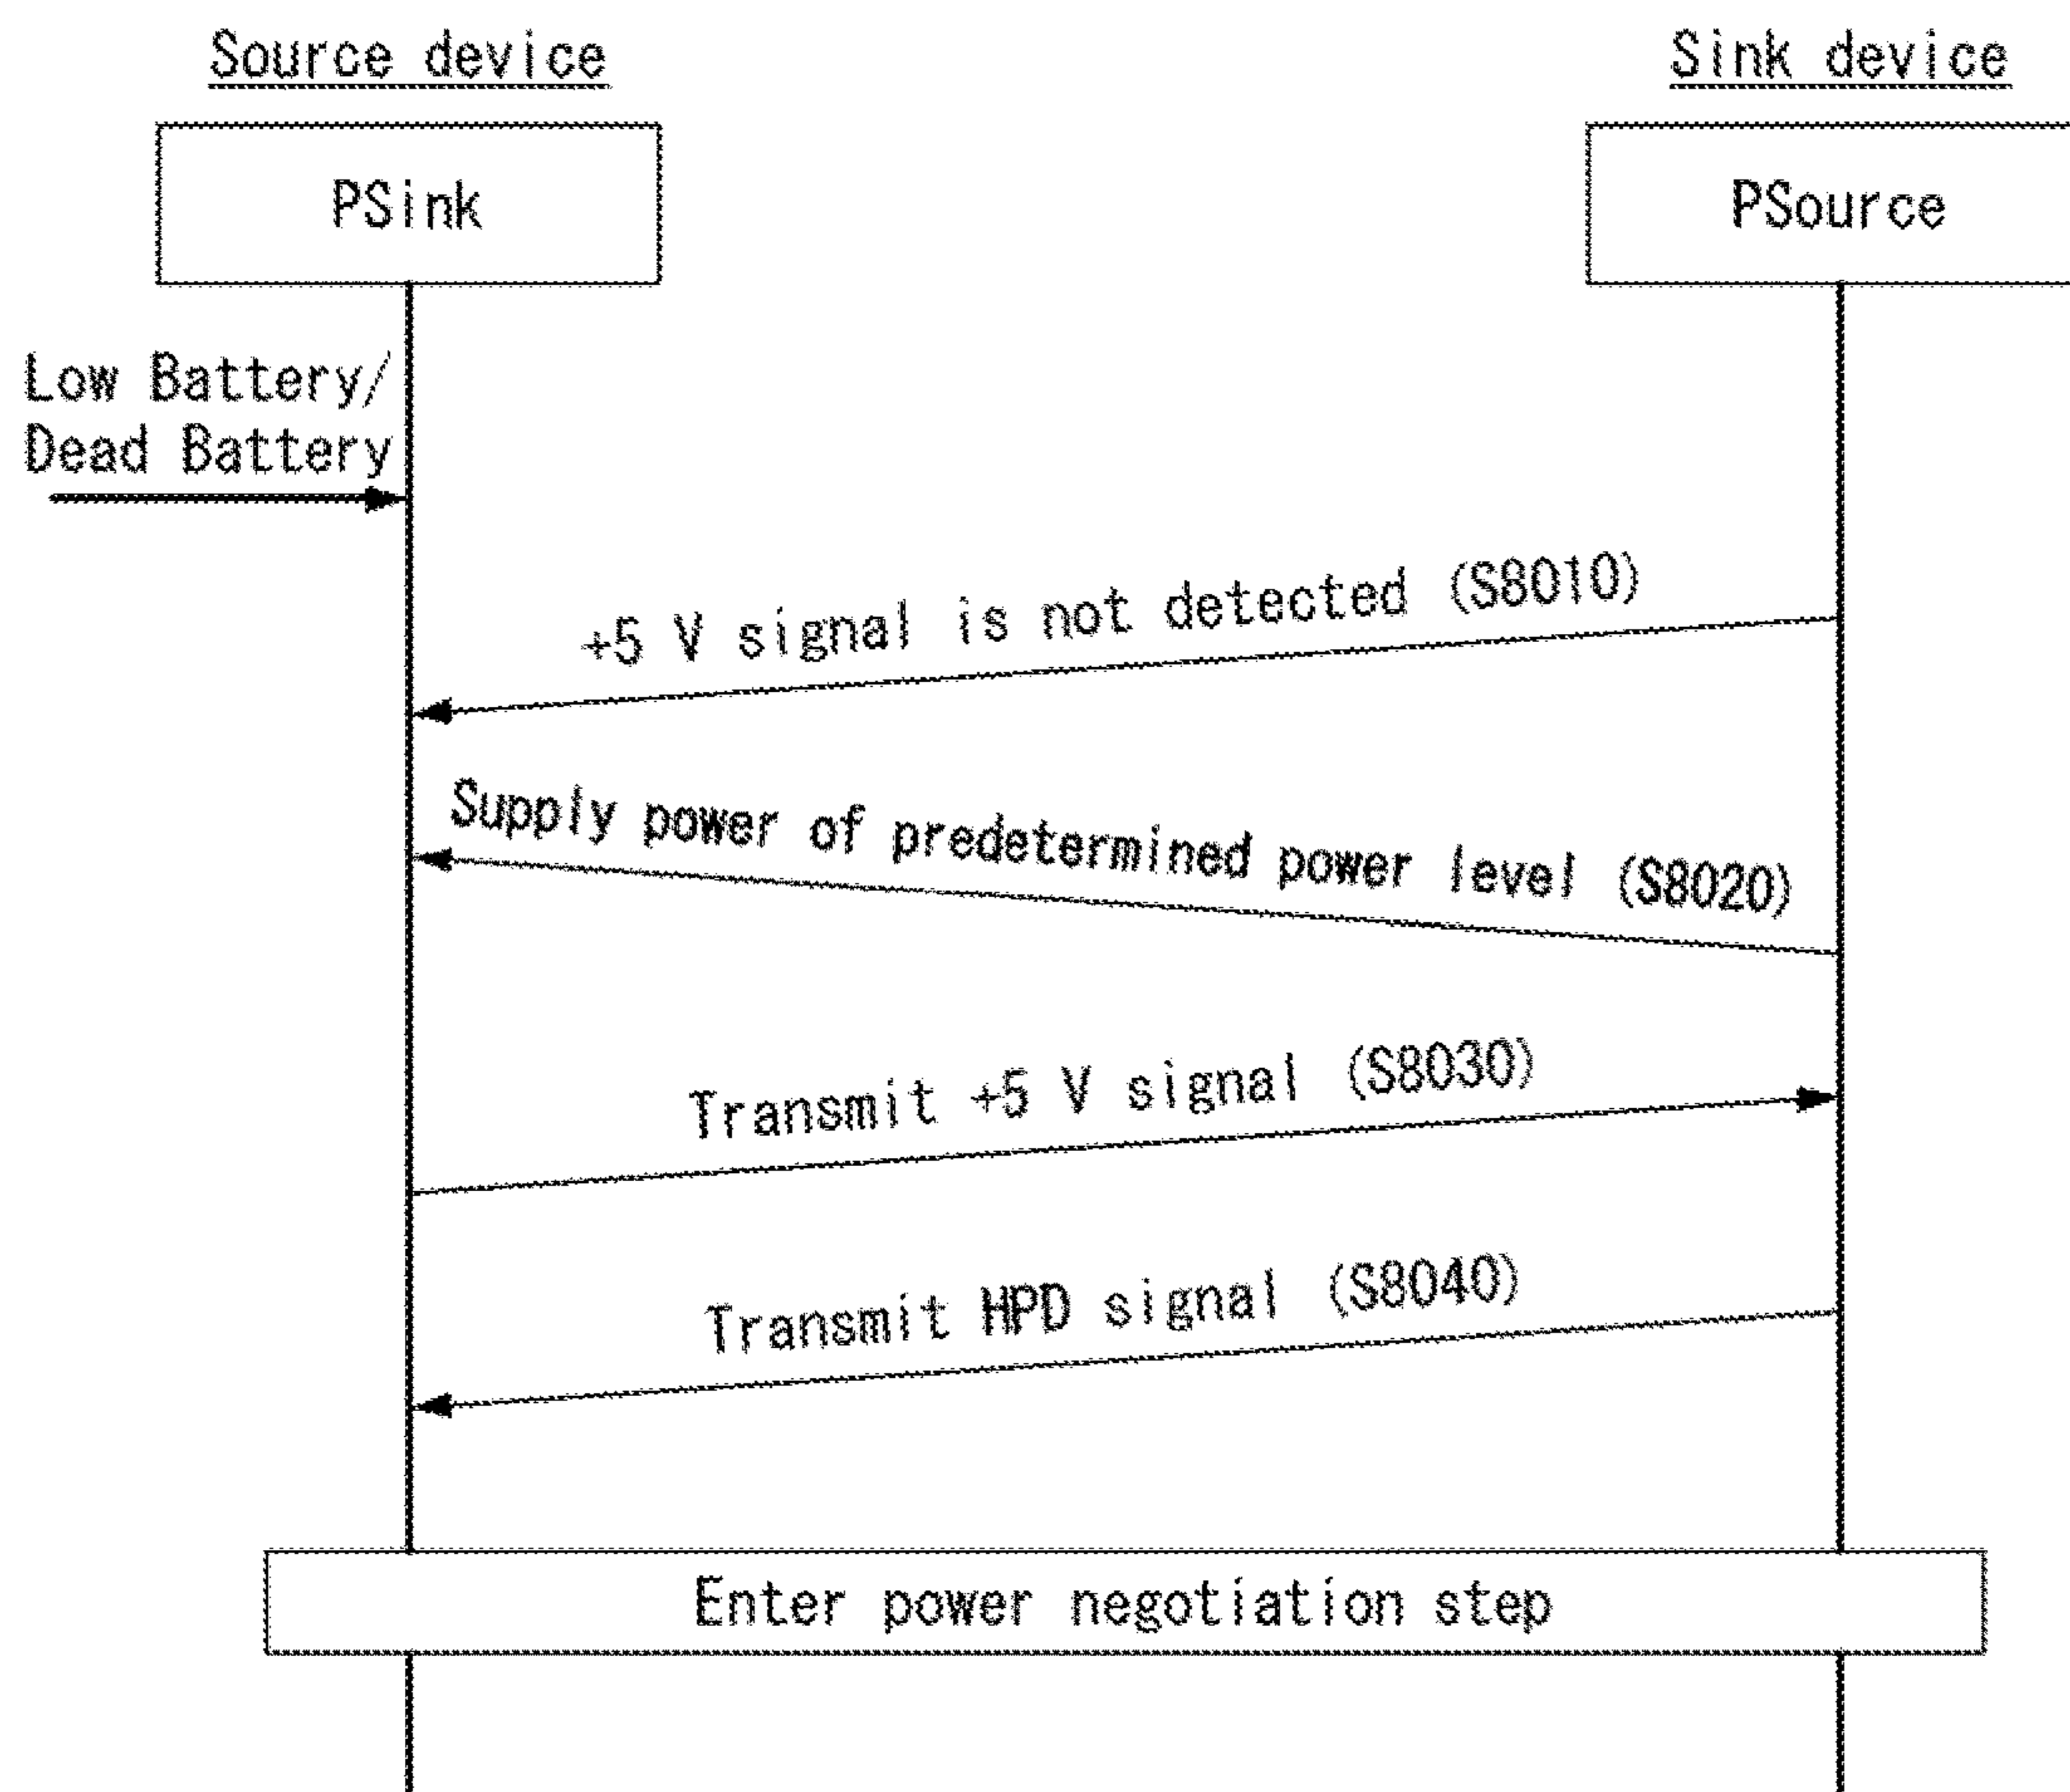 Source device
Sink device
PSink
PSource
Low Battery/
Dead Battery
+5 V signal is not detected (S8010)
Supply power of predetermined power level (S8020)
Transmit +5 V signal (S8030)
Transmit HPD signal (S8040)
Enter power negotiation step